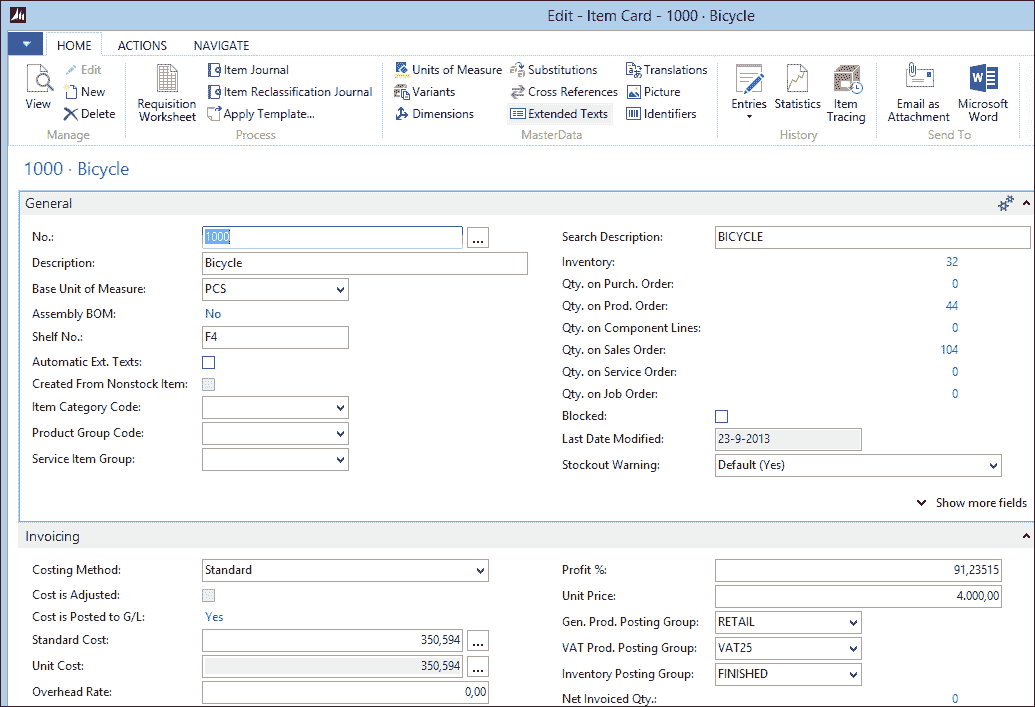 Edit - Item Card - 1000 · Bicycle
HOME ACTIONS NAVIGATE
View
Edit
New
Delete
Manage
Requisition
Worksheet
Item Journal
Item Reclassification Journal
Apply Template...
Process
Units of Measure
Variants
Dimensions
Substitutions
Cross References
Extended Texts
Translations
Picture
Identifiers
MasterData
Entries
Statistics
Item
Tracing
History
Email as
Attachment
Microsoft
Word
Send To
1000 · Bicycle
General
No.: 1000 ...
Description: Bicycle
Base Unit of Measure: PCS
Assembly BOM: No
Shelf No.: F4
Automatic Ext. Texts:
Created From Nonstock Item:
Item Category Code:
Product Group Code:
Service Item Group:
Search Description: BICYCLE
Inventory: 32
Qty. on Purch. Order: 0
Qty. on Prod. Order: 44
Qty. on Component Lines: 0
Qty. on Sales Order: 104
Qty. on Service Order: 0
Qty. on Job Order: 0
Blocked:
Last Date Modified: 23-9-2013
Stockout Warning: Default (Yes)
Show more fields
Invoicing
Costing Method: Standard
Cost is Adjusted:
Cost is Posted to G/L: Yes
Standard Cost: 350,594 ...
Unit Cost: 350,594 ...
Overhead Rate: 0,00
Profit %: 91,23515
Unit Price: 4.000,00
Gen. Prod. Posting Group: RETAIL
VAT Prod. Posting Group: VAT25
Inventory Posting Group: FINISHED
Net Invoiced Qty.: 0